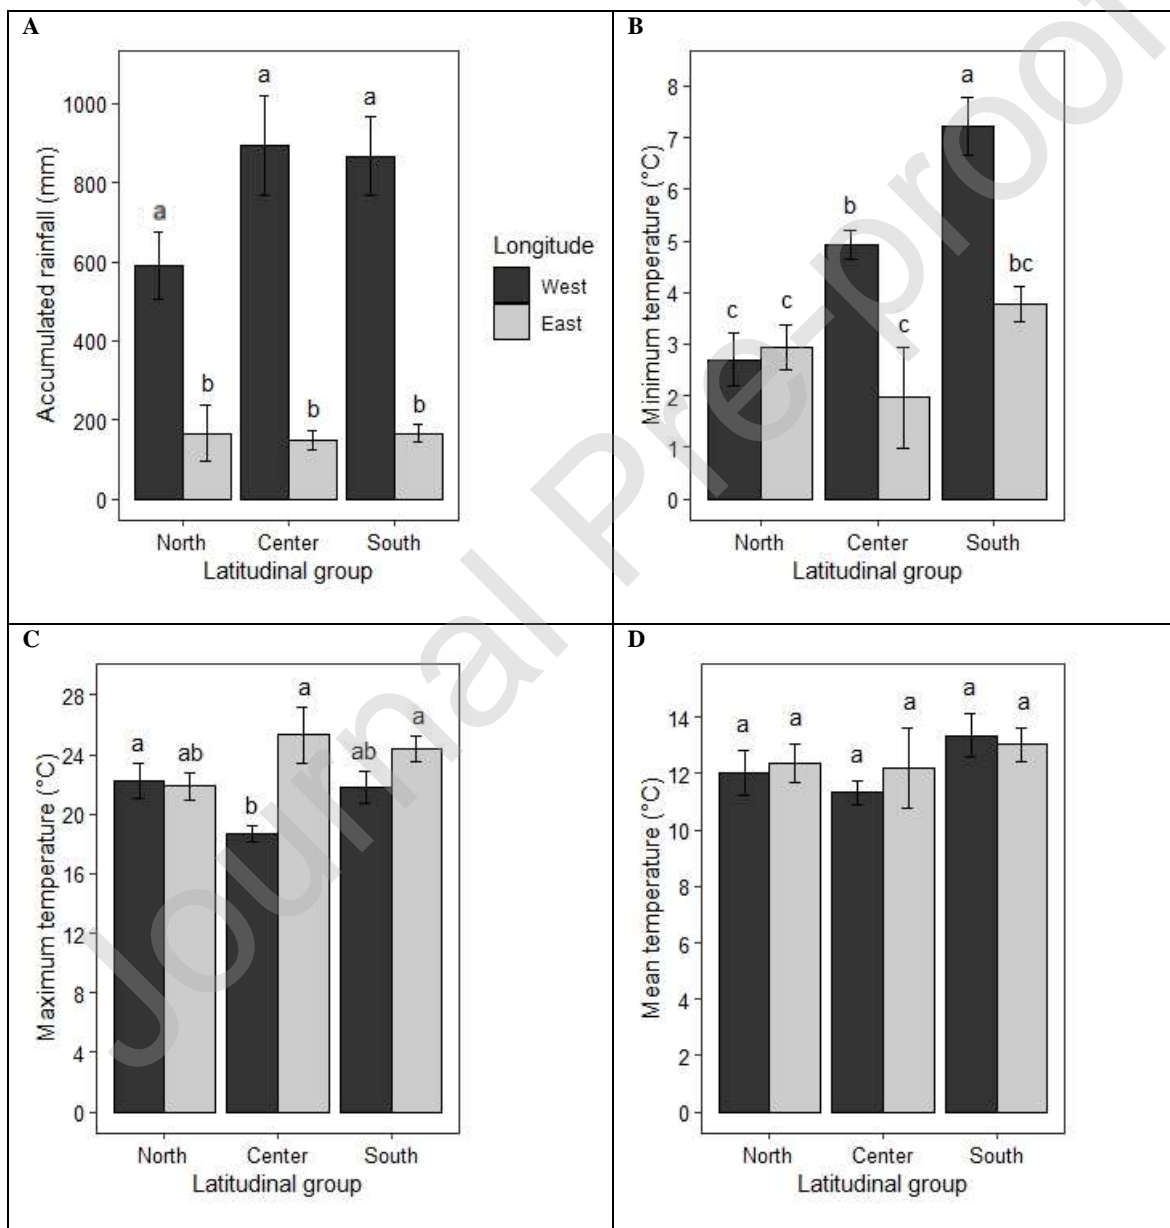 A
Accumulated rainfall (mm)
1000
800
600
400
200
0
a
b
a
b
a
b
North Center South
Latitudinal group
Longitude
West
East
B
Minimum temperature (°C)
8
7
6
5
4
3
2
1
0
c
c
b
c
a
bc
North Center South
Latitudinal group
C
Maximum temperature (°C)
28
24
20
16
12
8
4
0
a
ab
b
a
ab
a
North Center South
Latitudinal group
D
Mean temperature (°C)
14
12
10
8
6
4
2
0
a
a
a
a
a
a
North Center South
Latitudinal group
Journal Pre-proof